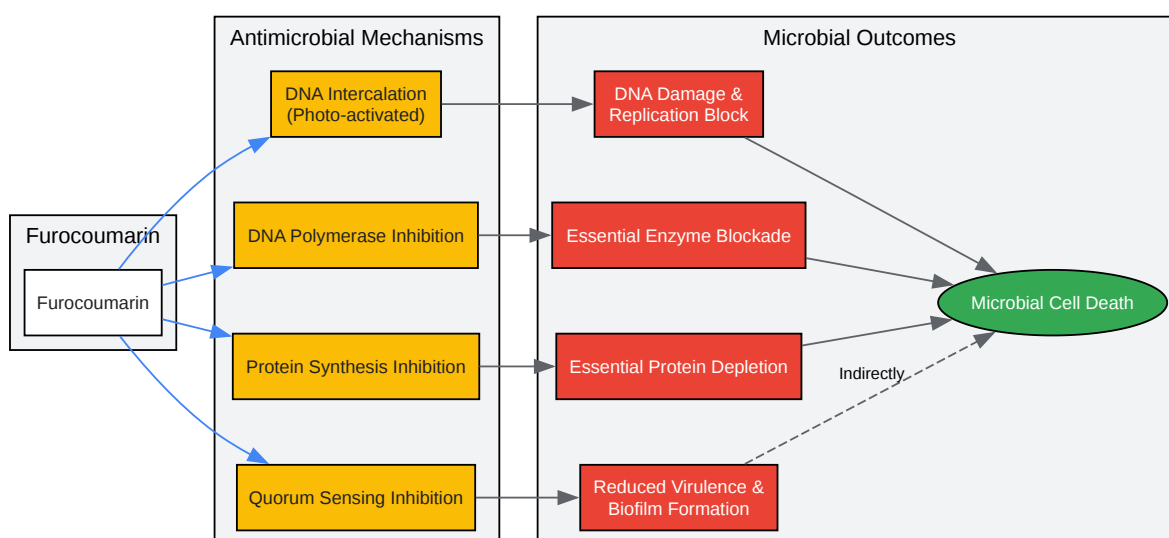 Antimicrobial Mechanisms
Microbial Outcomes
DNA Intercalation
(Photo-activated)
DNA Damage &
Replication Block
Furocoumarin
Furocoumarin
DNA Polymerase Inhibition
Essential Enzyme Blockade
Microbial Cell Death
Protein Synthesis Inhibition
Essential Protein Depletion
Indirectly
Quorum Sensing Inhibition
Reduced Virulence &
Biofilm Formation